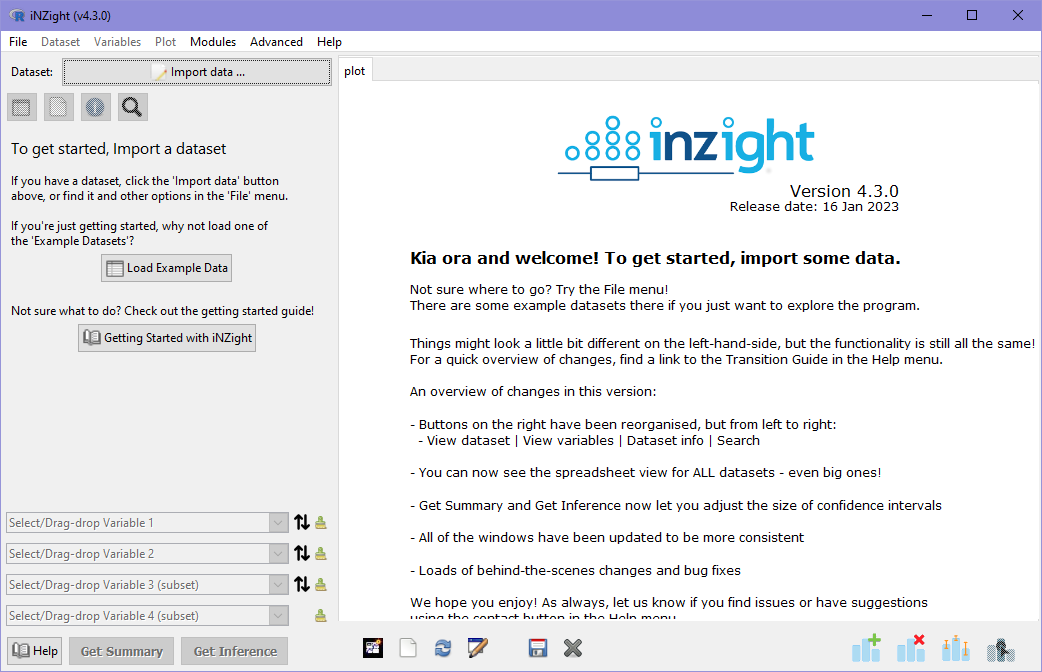 iNZight (v4.3.0)
File Dataset Variables Plot Modules Advanced Help
Dataset: Import data ...
plot
To get started, Import a dataset
If you have a dataset, click the 'Import data' button
above, or find it and other options in the 'File' menu.
If you're just getting started, why not load one of
the 'Example Datasets'?
Load Example Data
Not sure what to do? Check out the getting started guide!
Getting Started with iNZight
Select/Drag-drop Variable 1
Select/Drag-drop Variable 2
Select/Drag-drop Variable 3 (subset)
Select/Drag-drop Variable 4 (subset)
Help Get Summary Get Inference
inzight
Version 4.3.0
Release date: 16 Jan 2023
Kia ora and welcome! To get started, import some data.
Not sure where to go? Try the File menu!
There are some example datasets there if you just want to explore the program.
Things might look a little bit different on the left-hand-side, but the functionality is still all the same!
For a quick overview of changes, find a link to the Transition Guide in the Help menu.
An overview of changes in this version:
- Buttons on the right have been reorganised, but from left to right:
- View dataset | View variables | Dataset info | Search
- You can now see the spreadsheet view for ALL datasets - even big ones!
- Get Summary and Get Inference now let you adjust the size of confidence intervals
- All of the windows have been updated to be more consistent
- Loads of behind-the-scenes changes and bug fixes
We hope you enjoy! As always, let us know if you find issues or have suggestions
using the contact button in the Help menu.